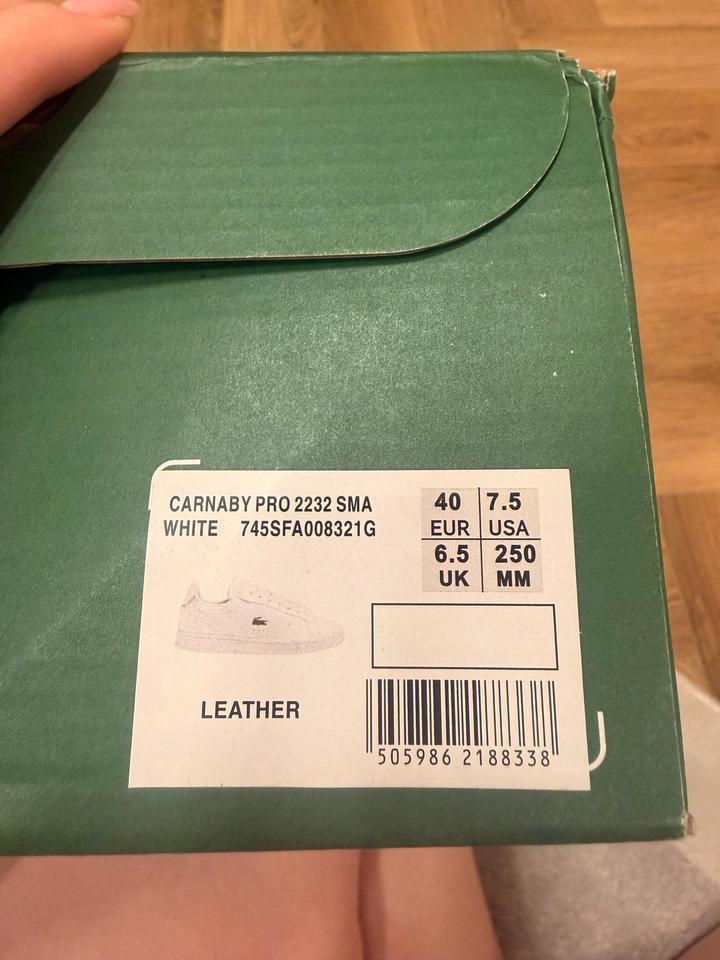 CARNABY PRO 2232 SMA
WHITE 745SFA008321G
40 7.5
EUR USA
6.5 250
UK MM
LEATHER
505986 2188338